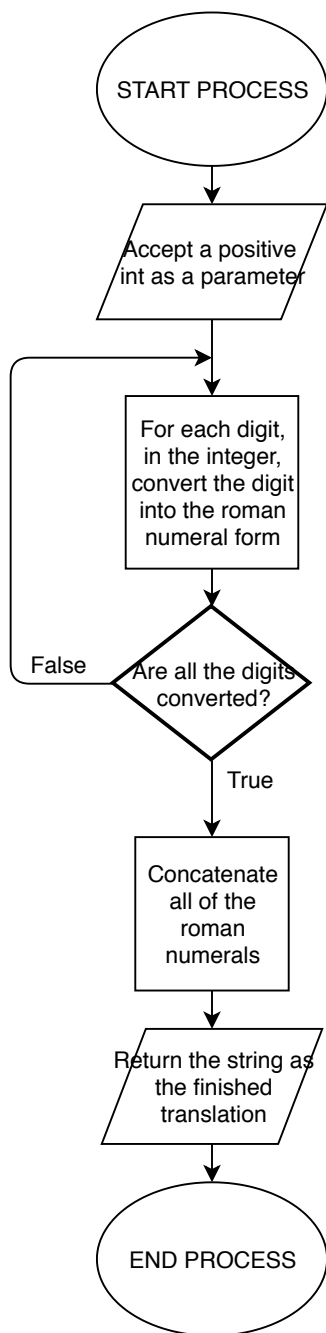 START PROCESS
Accept a positive
int as a parameter
For each digit,
in the integer,
convert the digit
into the roman
numeral form
False
Are all the digits
converted?
True
Concatenate
all of the
roman
numerals
Return the string as
the finished
translation
END PROCESS